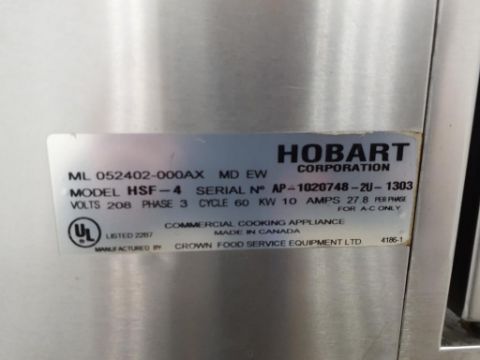 HOBART
CORPORATION
ML 052402-000AX MD EW
MODEL HSF-4 SERIAL Nº AP-1020748-2U-1303
VOLTS 208 PHASE 3 CYCLE 60 KW 10 AMPS 27.8 PER PHASE
FOR A-C ONLY
COMMERCIAL COOKING APPLIANCE
MADE IN CANADA
UL
LISTED 22B7
MANUFACTURED BY CROWN FOOD SERVICE EQUIPMENT LTD. 4186-1